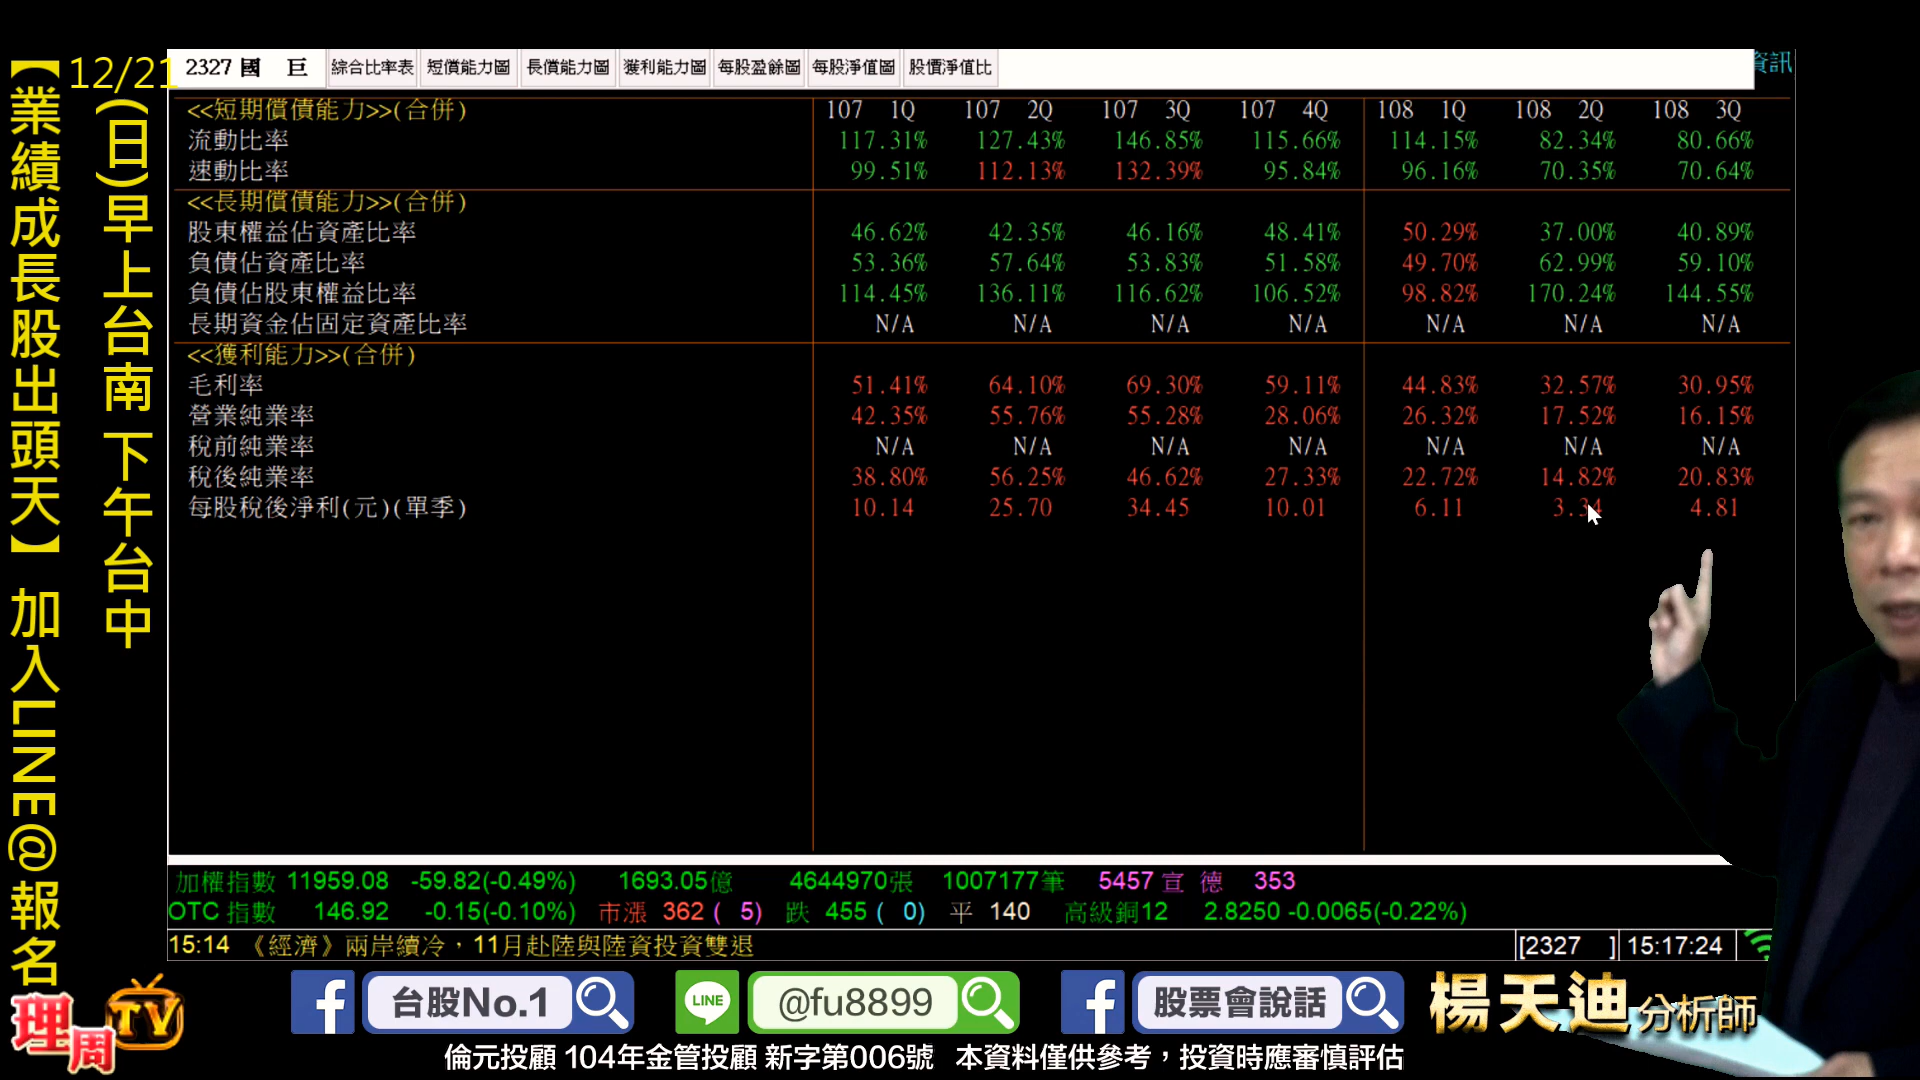 【業績成長股出頭天】 加入LINE@報名
12/21
(日)早上台南 下午台中
2327 國 巨 綜合比率表 短償能力圖 長償能力圖 獲利能力圖 每股盈餘圖 每股淨值圖 股價淨值比
資訊
<<短期償債能力>>(合併) 107 1Q 107 2Q 107 3Q 107 4Q 108 1Q 108 2Q 108 3Q
流動比率 117.31% 127.43% 146.85% 115.66% 114.15% 82.34% 80.66%
速動比率 99.51% 112.13% 132.39% 95.84% 96.16% 70.35% 70.64%
<<長期償債能力>>(合併)
股東權益佔資產比率 46.62% 42.35% 46.16% 48.41% 50.29% 37.00% 40.89%
負債佔資產比率 53.36% 57.64% 53.83% 51.58% 49.70% 62.99% 59.10%
負債佔股東權益比率 114.45% 136.11% 116.62% 106.52% 98.82% 170.24% 144.55%
長期資金佔固定資產比率 N/A N/A N/A N/A N/A N/A N/A
<<獲利能力>>(合併)
毛利率 51.41% 64.10% 69.30% 59.11% 44.83% 32.57% 30.95%
營業純業率 42.35% 55.76% 55.28% 28.06% 26.32% 17.52% 16.15%
稅前純業率 N/A N/A N/A N/A N/A N/A N/A
稅後純業率 38.80% 56.25% 46.62% 27.33% 22.72% 14.82% 20.83%
每股稅後淨利(元)(單季) 10.14 25.70 34.45 10.01 6.11 3.34 4.81
加權指數 11959.08 -59.82(-0.49%) 1693.05億 4644970張 1007177筆 5457 宣 德 353
OTC 指數 146.92 -0.15(-0.10%) 市漲 362 ( 5) 跌 455 ( 0) 平 140 高級銅12 2.8250 -0.0065(-0.22%)
15:14 《經濟》兩岸續冷，11月赴陸與陸資投資雙退 [2327 ] 15:17:24
理周TV 台股No.1 LINE @fu8899 股票會說話 楊天迪 分析師
倫元投顧 104年金管投顧 新字第006號 本資料僅供參考，投資時應審慎評估